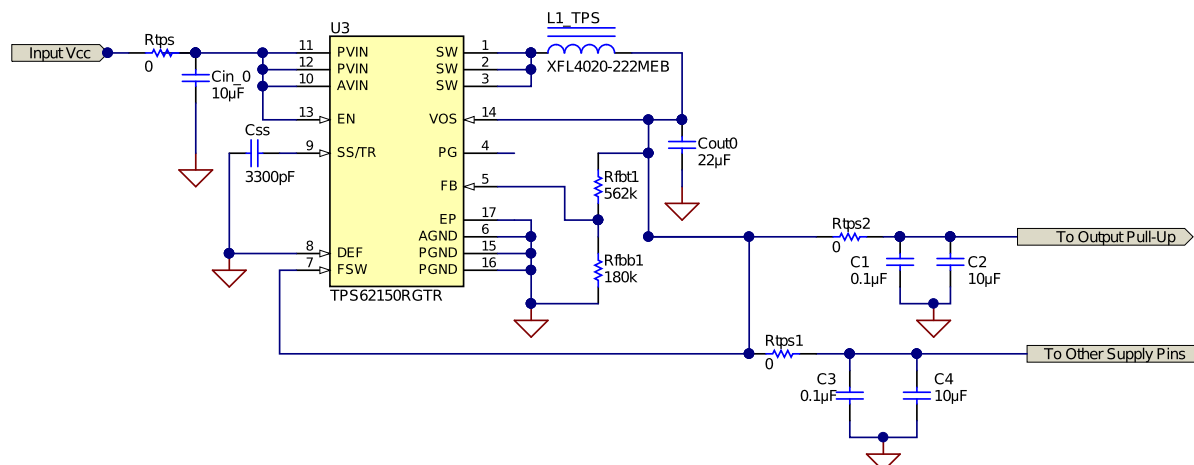 U3
L1_TPS
XFL4020-222MEB
Input Vcc
Rtps
0
Cin_0
10µF
11 PVIN SW 1
12 PVIN SW 2
10 AVIN SW 3
13 EN VOS 14
Css
3300pF
9 SS/TR PG 4
FB 5
EP 17
AGND 6
8 DEF PGND 15
7 FSW PGND 16
TPS62150RGTR
Cout0
22µF
Rfbt1
562k
Rfbb1
180k
Rtps2
0
To Output Pull-Up
C1
0.1µF
C2
10µF
Rtps1
0
To Other Supply Pins
C3
0.1µF
C4
10µF